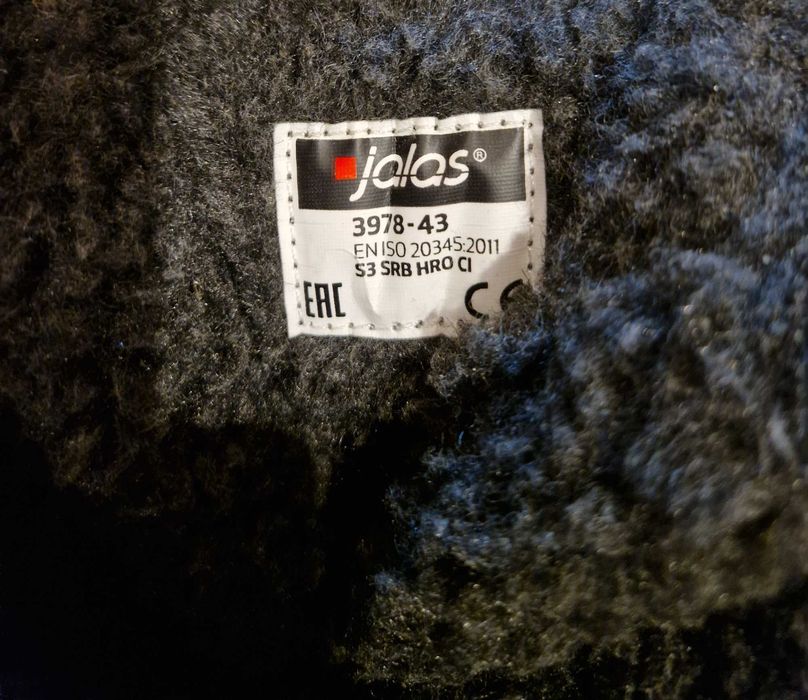 jalas®
3978-43
EN ISO 20345:2011
S3 SRB HRO CI
EAC CE